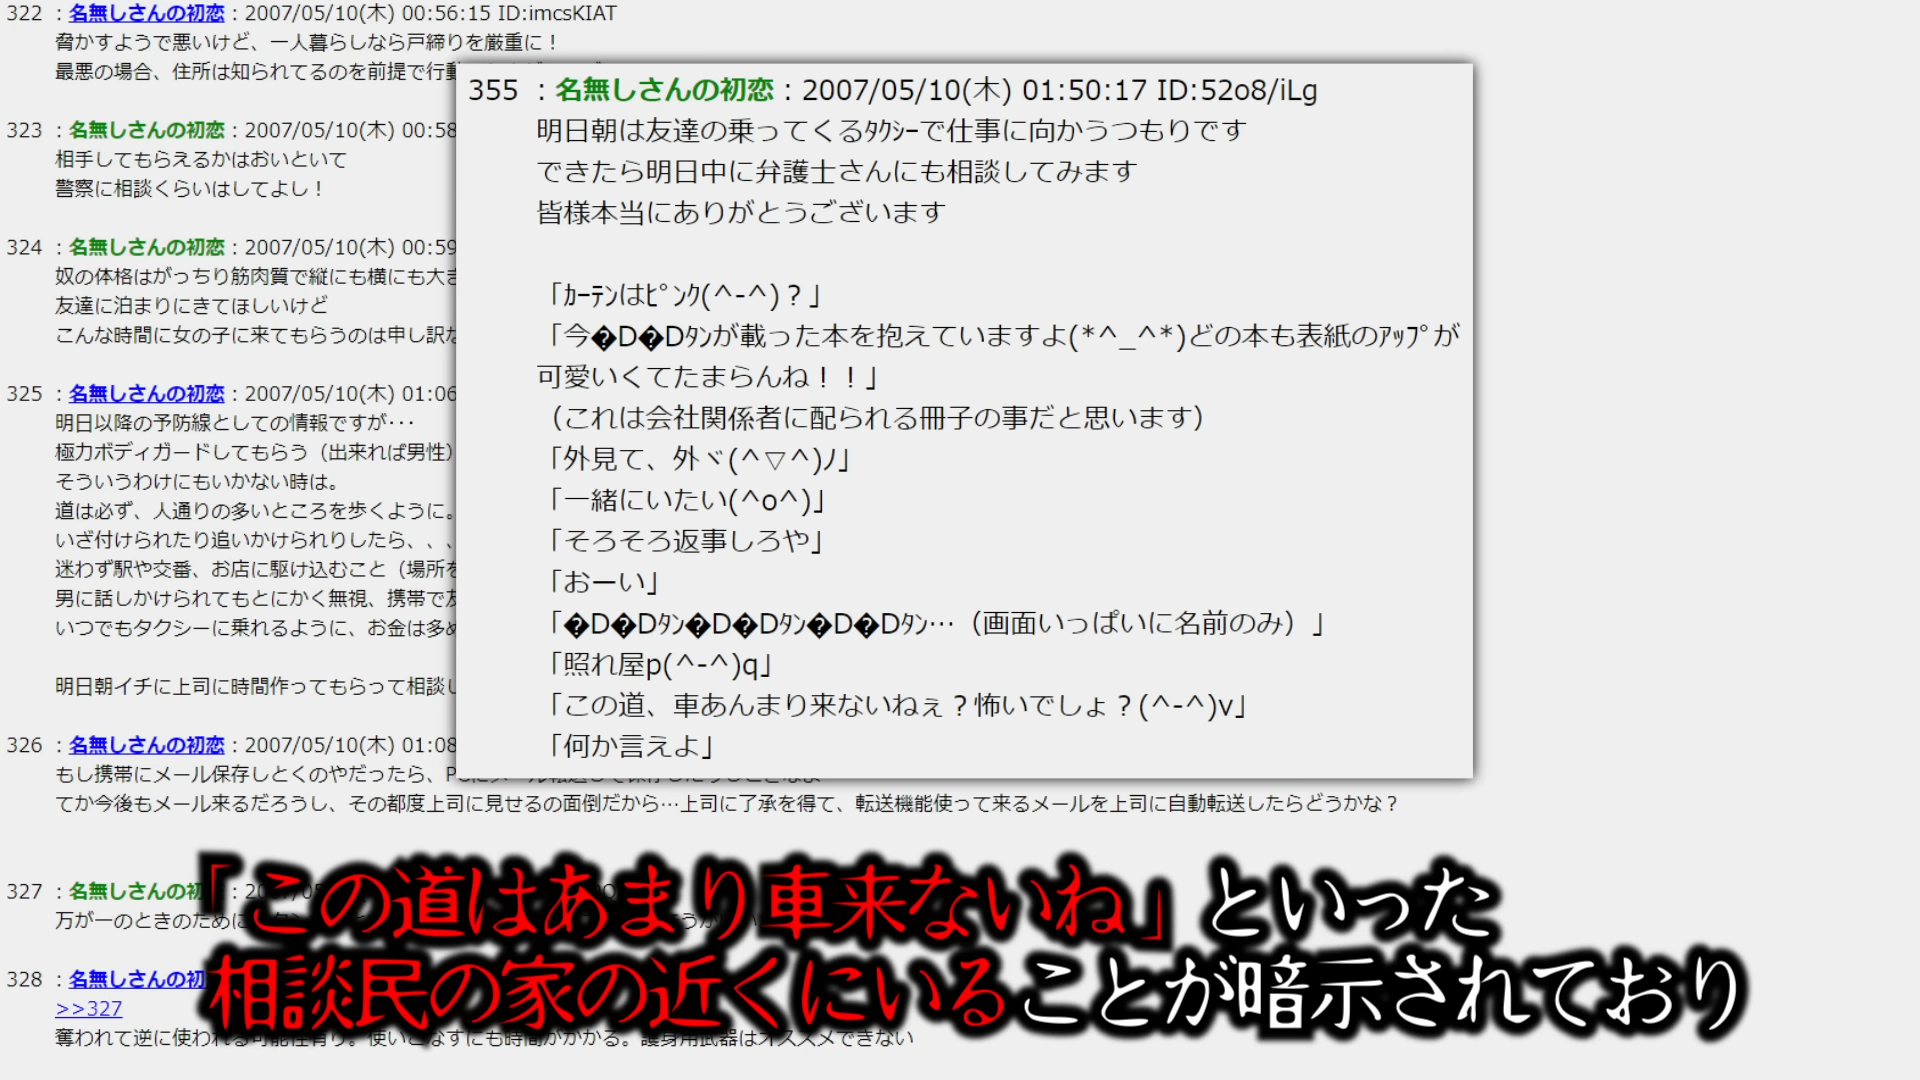 322 ：名無しさんの初恋：2007/05/10(木) 00:56:15 ID:imcsKIAT
脅かすようで悪いけど、一人暮らしなら戸締りを厳重に！
最悪の場合、住所は知られてるのを前提で行動
323 ：名無しさんの初恋：2007/05/10(木) 00:58
相手してもらえるかはおいといて
警察に相談くらいはしてよし！
324 ：名無しさんの初恋：2007/05/10(木) 00:59
奴の体格はがっちり筋肉質で縦にも横にも大き
友達に泊まりにきてほしいけど
こんな時間に女の子に来てもらうのは申し訳な
325 ：名無しさんの初恋：2007/05/10(木) 01:06
明日以降の予防線としての情報ですが･･･
極力ボディガードしてもらう（出来れば男性）
そういうわけにもいかない時は。
道は必ず、人通りの多いところを歩くように。
いざ付けられたり追いかけられりしたら、、、
迷わず駅や交番、お店に駆け込むこと（場所を
男に話しかけられてもとにかく無視、携帯で友
いつでもタクシーに乗れるように、お金は多め
明日朝イチに上司に時間作ってもらって相談し
326 ：名無しさんの初恋：2007/05/10(木) 01:08
もし携帯にメール保存しとくのやだったら、P
てか今後もメール来るだろうし、その都度上司に見せるの面倒だから…上司に了承を得て、転送機能使って来るメールを上司に自動転送したらどうかな？
327 ：名無しさんの初
万が一のときのために
328 ：名無しさんの初
>>327
奪われて逆に使われる可能性有り。使いこなすにも時間がかかる。護身用武器はオススメできない
355 ：名無しさんの初恋：2007/05/10(木) 01:50:17 ID:52o8/iLg
明日朝は友達の乗ってくるﾀｸｼｰで仕事に向かうつもりです
できたら明日中に弁護士さんにも相談してみます
皆様本当にありがとうございます
「ｶｰﾃﾝはﾋﾟﾝｸ(^-^)？」
「今�D�Dﾀﾝが載った本を抱えていますよ(*^_^*)どの本も表紙のｱｯﾌﾟが
可愛いくてたまらんね！！」
（これは会社関係者に配られる冊子の事だと思います）
「外見て、外ヾ(^▽^)ﾉ」
「一緒にいたい(^o^)」
「そろそろ返事しろや」
「おーい」
「�D�Dﾀﾝ�D�Dﾀﾝ�D�Dﾀﾝ…（画面いっぱいに名前のみ）」
「照れ屋p(^-^)q」
「この道、車あんまり来ないねぇ？怖いでしょ？(^-^)v」
「何か言えよ」
「この道はあまり車来ないね」といった
相談民の家の近くにいることが暗示されており